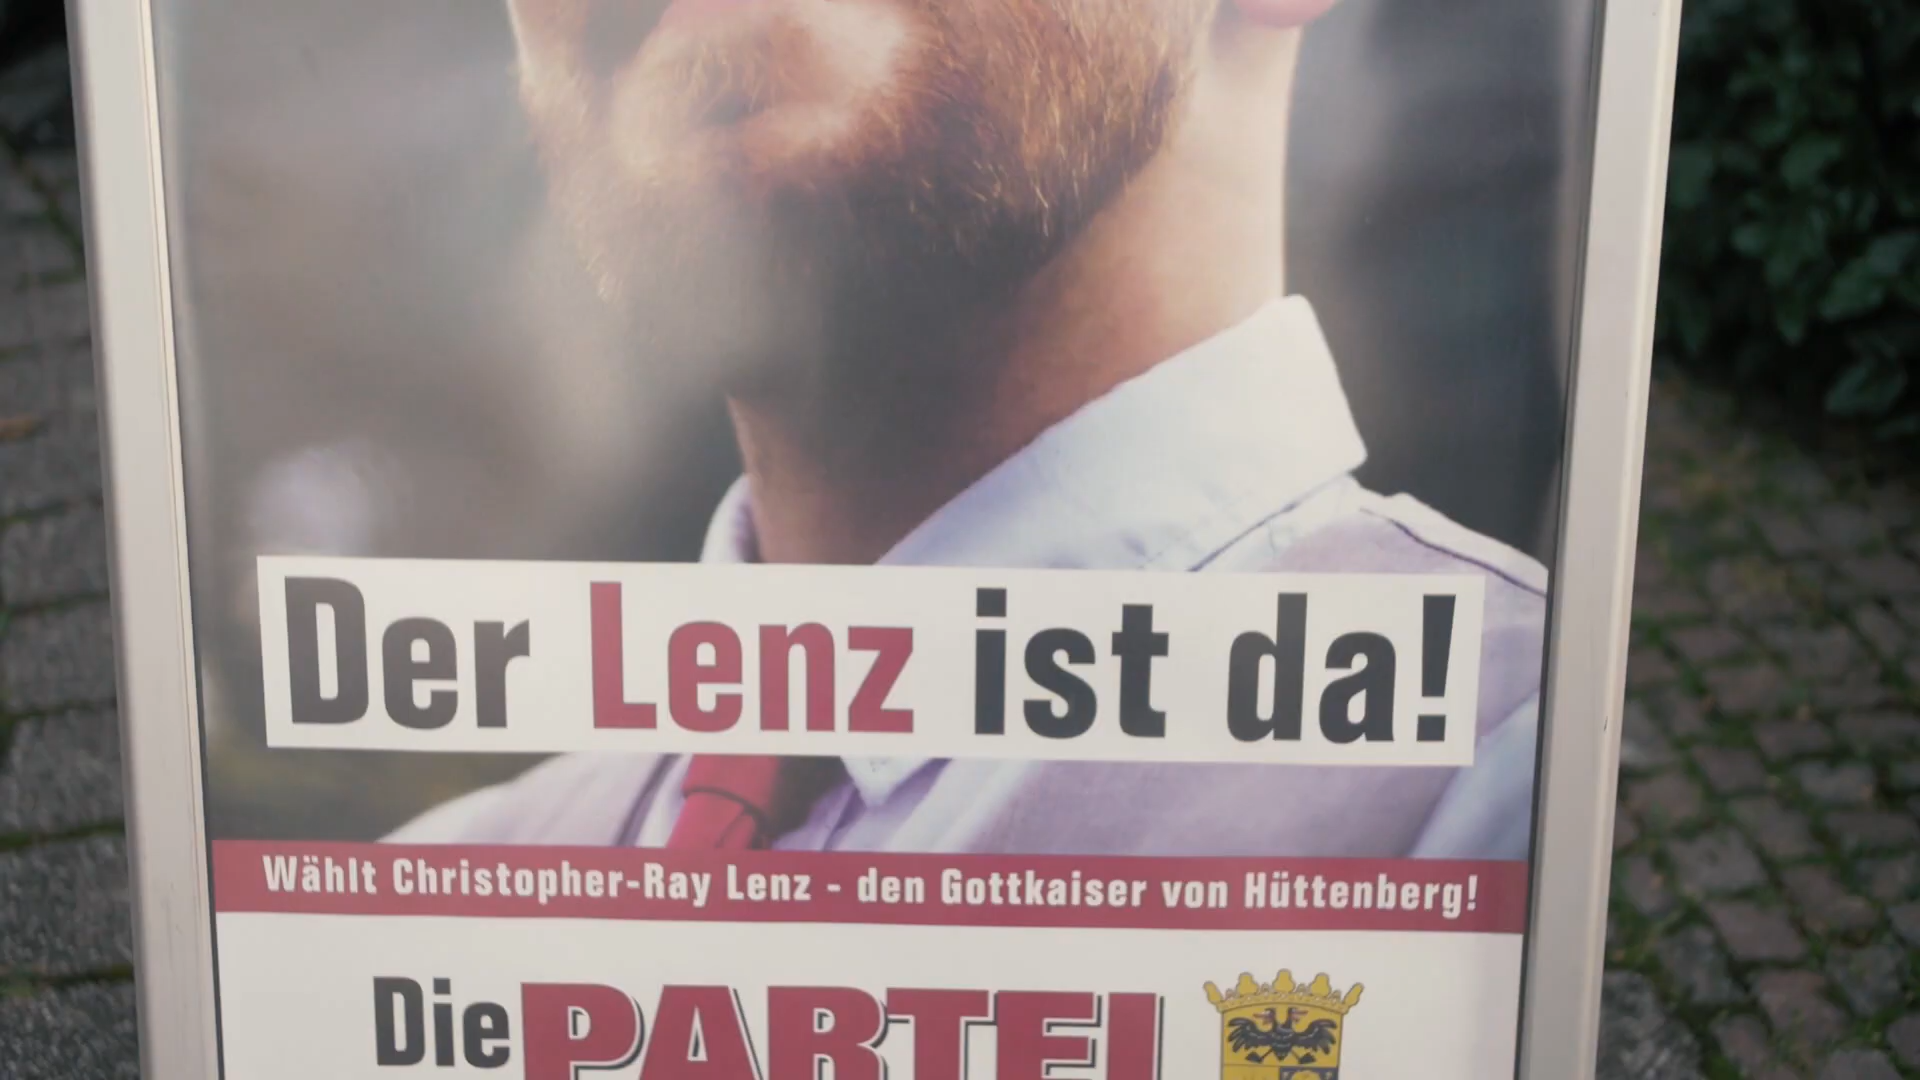 Der Lenz ist da!
Wählt Christopher-Ray Lenz - den Gottkaiser von Hüttenberg!
Die PARTEI